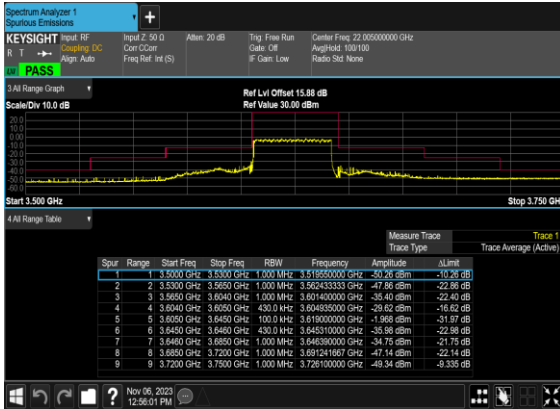 Spectrum Analyzer 1
Spurious Emissions
+
KEYSIGHT Input: RF Input Z: 50 Ω Atten: 20 dB Trig: Free Run Center Freq: 22.005000000 GHz
R T Coupling: DC Corr CCorr Gate: Off Avg|Hold: 100/100
Align: Auto Freq Ref: Int (S) IF Gain: Low Radio Std: None
PASS
3 All Range Graph Ref Lvl Offset 15.88 dB
Scale/Div 10.0 dB Ref Value 30.00 dBm
20.0
10.0
0.00
-10.0
-20.0
-30.0
-40.0
-50.0
-60.0
Start 3.500 GHz Stop 3.750 GH
4 All Range Table
Measure Trace Trace 1
Trace Type Trace Average (Active)
Spur Range Start Freq Stop Freq RBW Frequency Amplitude ΔLimit
1 1 3.5000 GHz 3.5300 GHz 1.000 MHz 3.519550000 GHz -50.26 dBm -10.26 dB
2 2 3.5300 GHz 3.5650 GHz 1.000 MHz 3.562433333 GHz -47.86 dBm -22.86 dB
3 3 3.5650 GHz 3.6040 GHz 1.000 MHz 3.601400000 GHz -35.40 dBm -22.40 dB
4 4 3.6040 GHz 3.6050 GHz 430.0 kHz 3.604935000 GHz -29.62 dBm -16.62 dB
5 5 3.6050 GHz 3.6450 GHz 100.0 kHz 3.619000000 GHz -1.968 dBm -31.97 dB
6 6 3.6450 GHz 3.6460 GHz 430.0 kHz 3.645310000 GHz -35.98 dBm -22.98 dB
7 7 3.6460 GHz 3.6850 GHz 1.000 MHz 3.646390000 GHz -34.75 dBm -21.75 dB
8 8 3.6850 GHz 3.7200 GHz 1.000 MHz 3.691241667 GHz -47.14 dBm -22.14 dB
9 9 3.7200 GHz 3.7500 GHz 1.000 MHz 3.726100000 GHz -49.34 dBm -9.335 dB
? Nov 06, 2023
12:56:01 PM